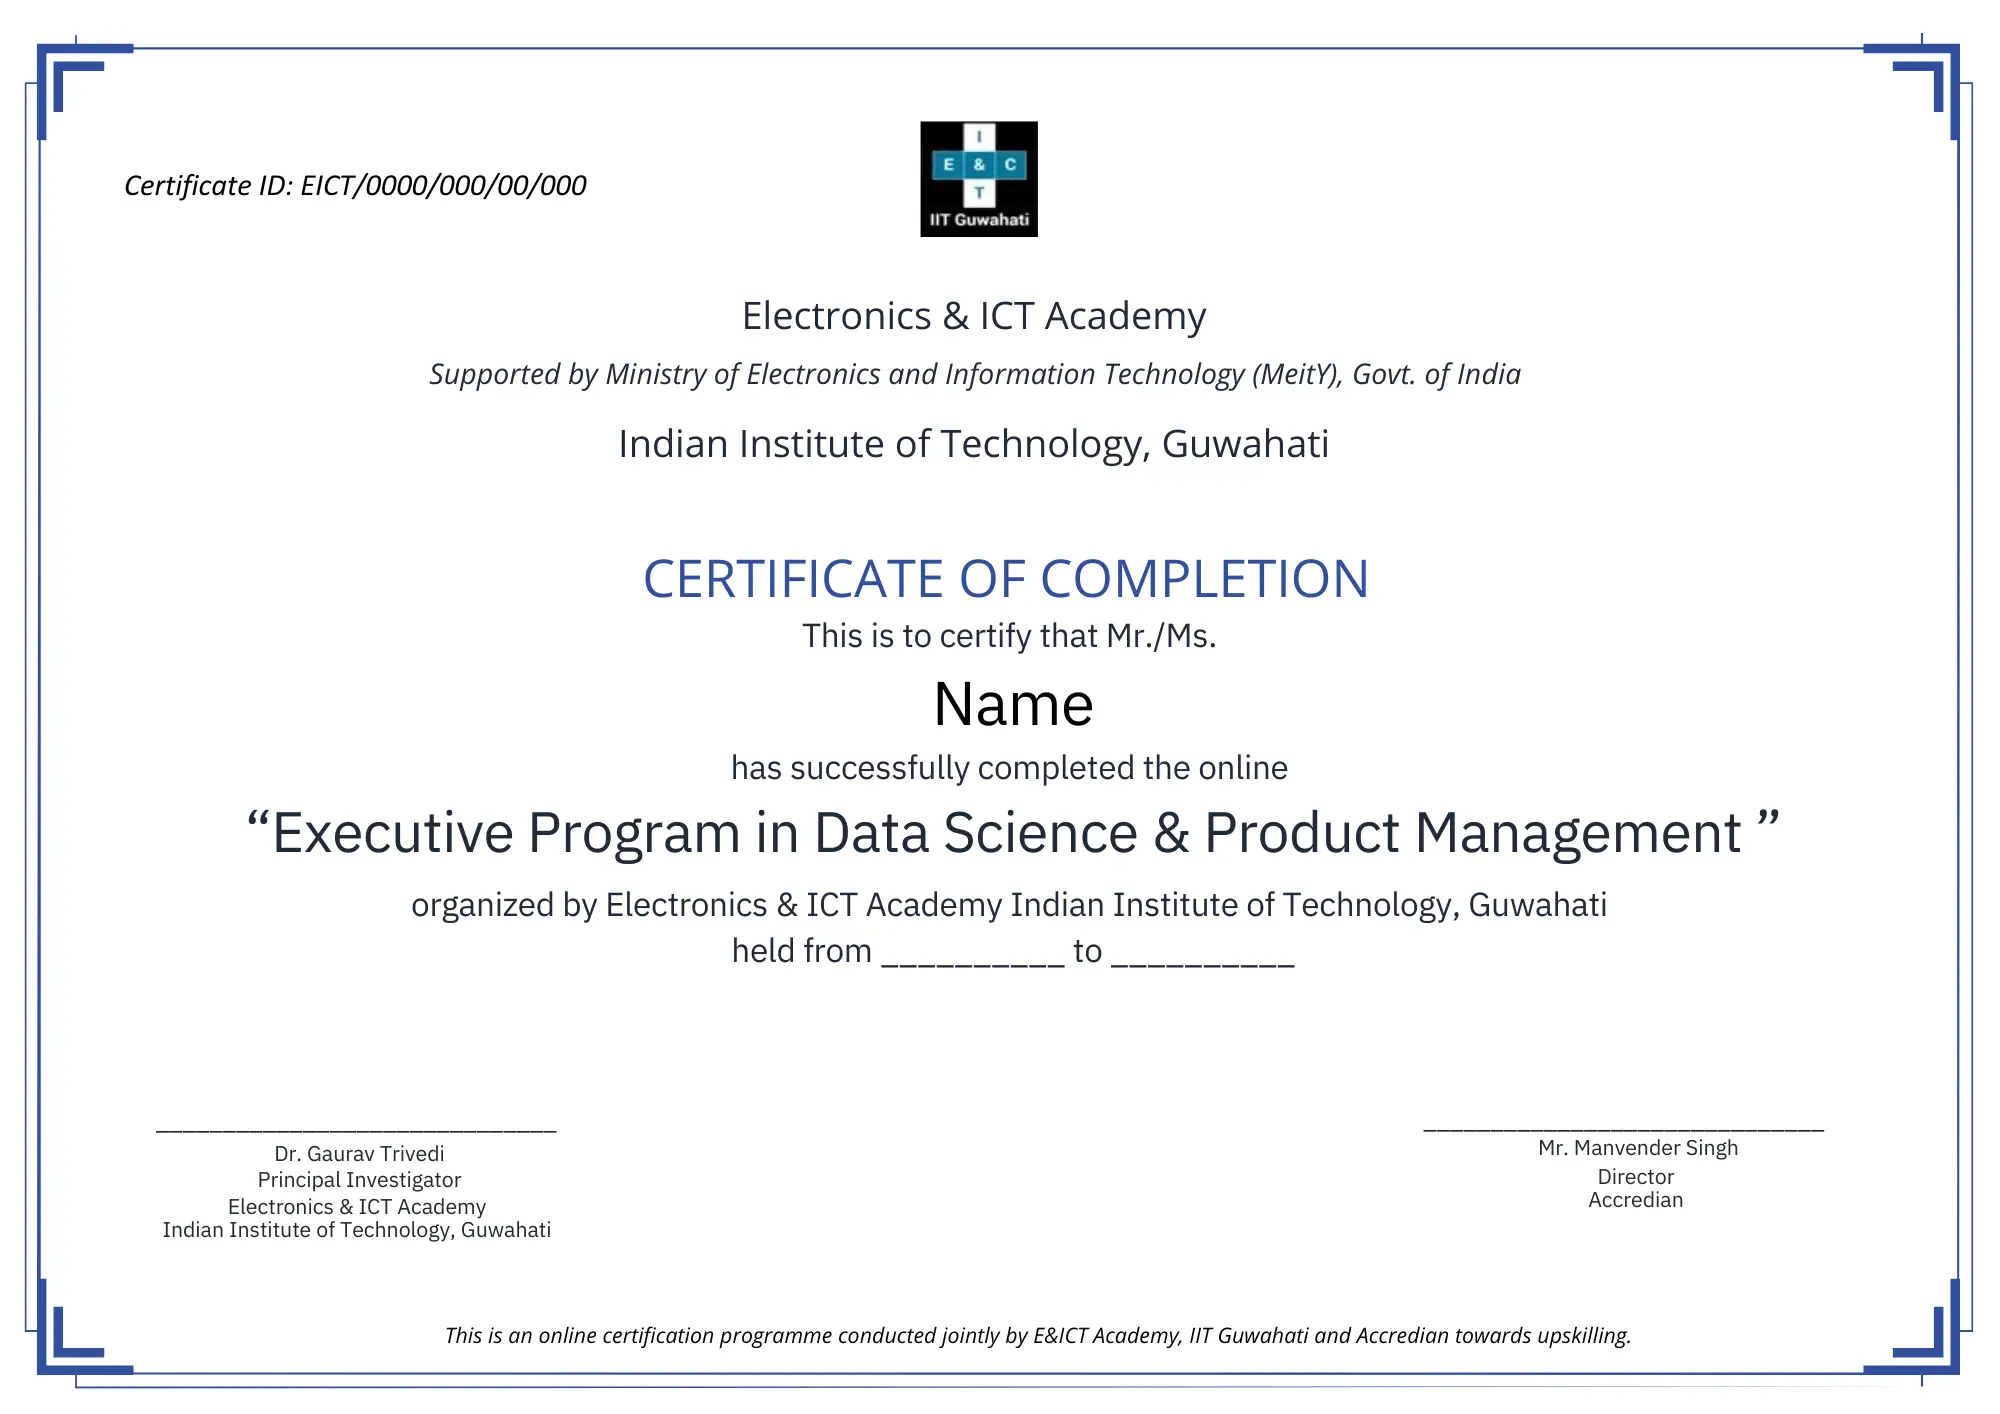 Certificate ID: EICT/0000/000/00/000
I
E & C
T
IIT Guwahati
Electronics & ICT Academy
Supported by Ministry of Electronics and Information Technology (MeitY), Govt. of India
Indian Institute of Technology, Guwahati
CERTIFICATE OF COMPLETION
This is to certify that Mr./Ms.
Name
has successfully completed the online
“Executive Program in Data Science & Product Management ”
organized by Electronics & ICT Academy Indian Institute of Technology, Guwahati
held from __________ to __________
______________________________
Dr. Gaurav Trivedi
Principal Investigator
Electronics & ICT Academy
Indian Institute of Technology, Guwahati
______________________________
Mr. Manvender Singh
Director
Accredian
This is an online certification programme conducted jointly by E&ICT Academy, IIT Guwahati and Accredian towards upskilling.